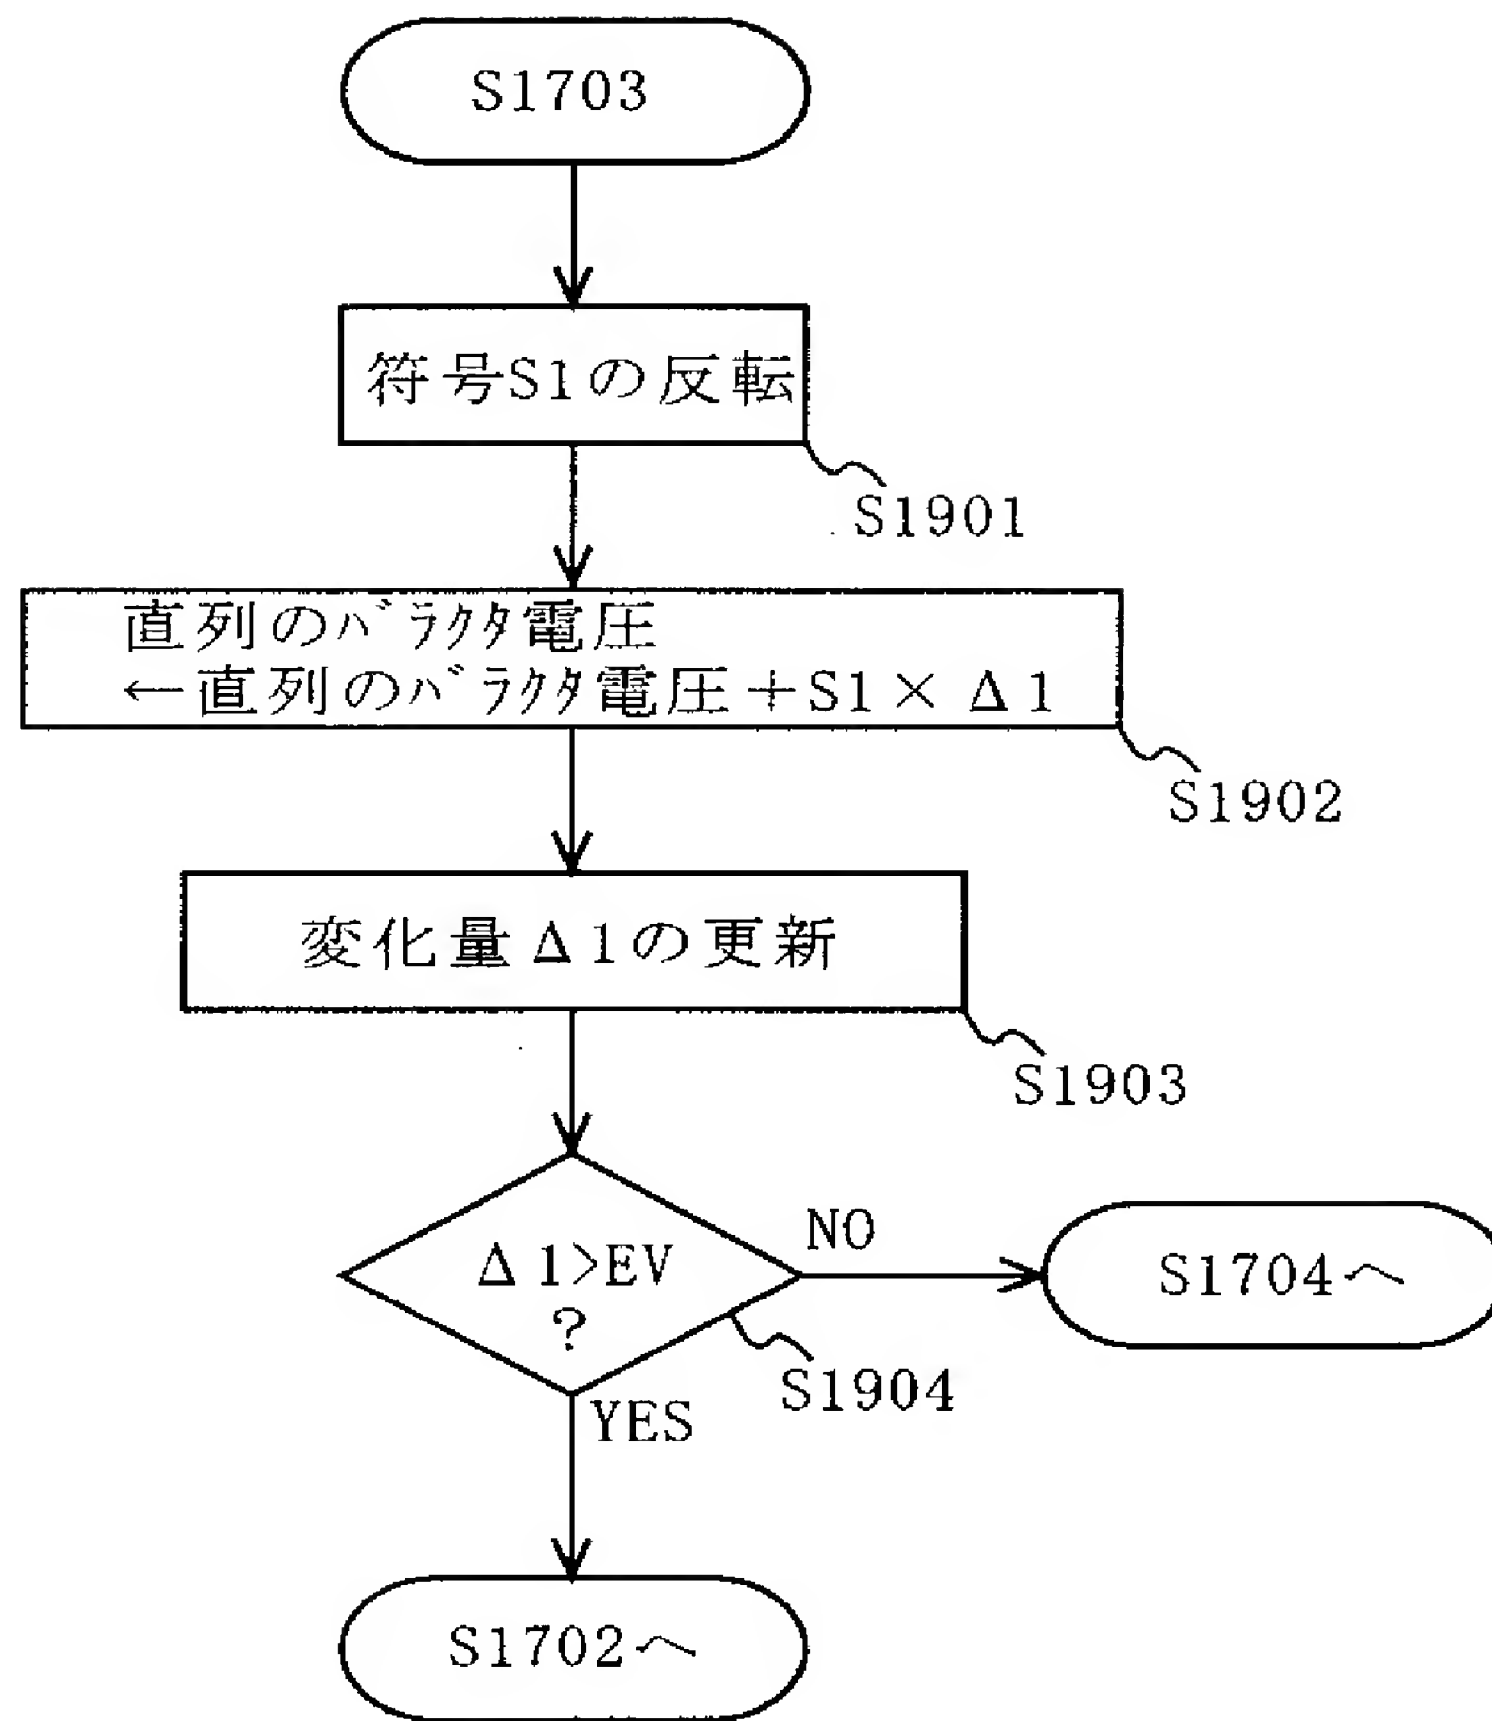 S1703
符号S1の反転
S1901
直列のﾊﾞﾗｸﾀ電圧
←直列のﾊﾞﾗｸﾀ電圧＋S1×Δ1
S1902
変化量Δ1の更新
S1903
Δ1>EV
?
NO
S1704へ
S1904
YES
S1702へ